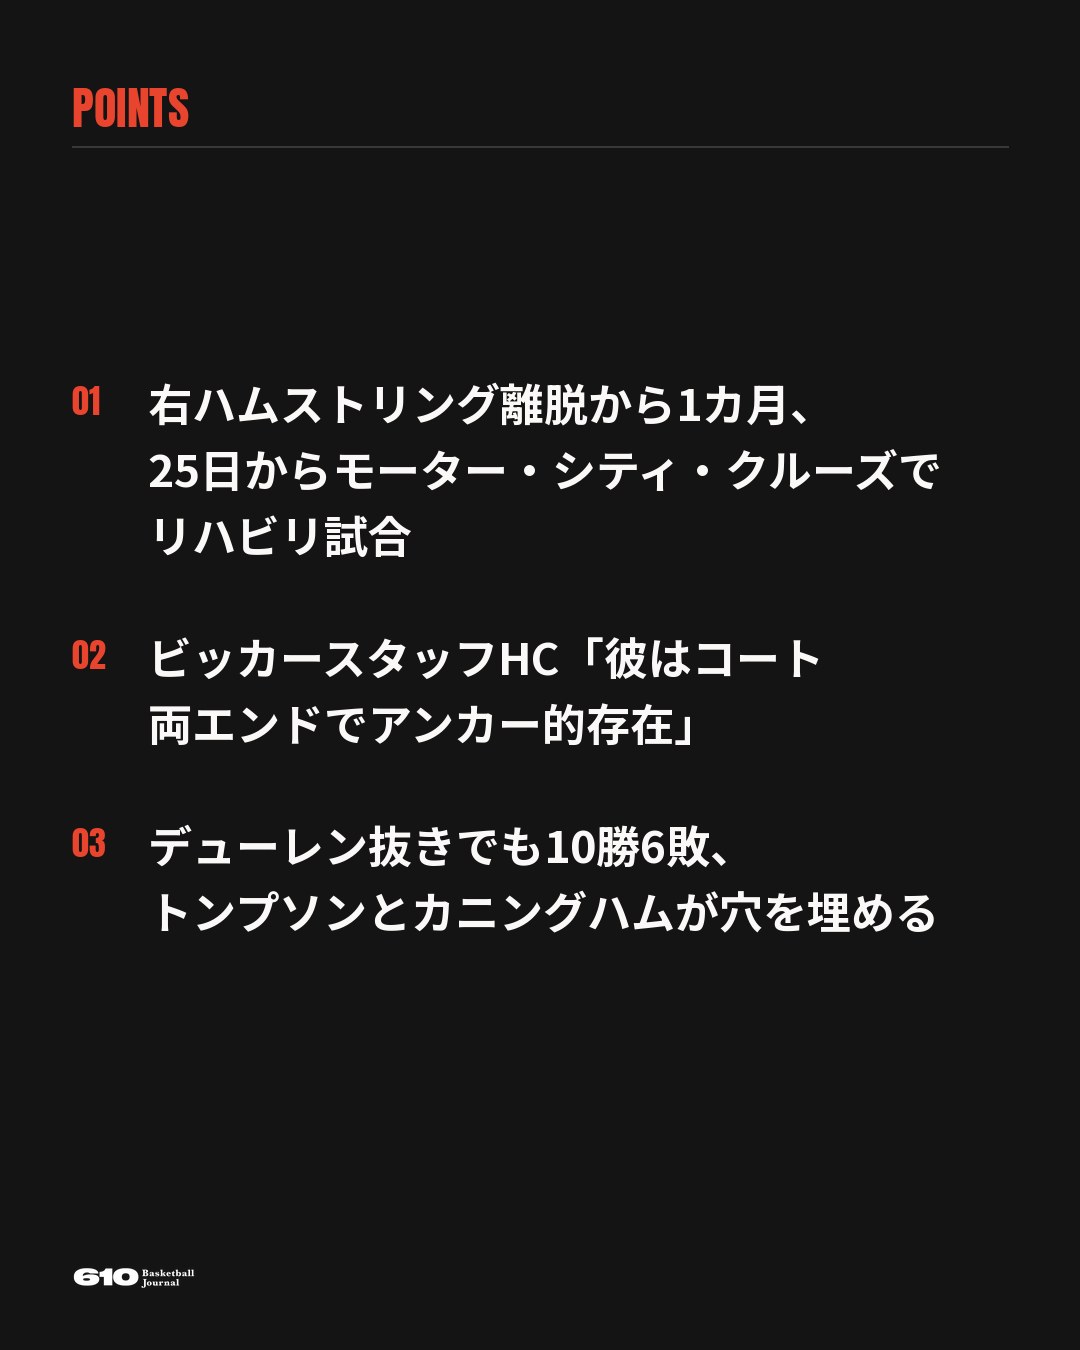 POINTS
01
右ハムストリング離脱から1カ月、
25日からモーター・シティ・クルーズで
リハビリ試合
02
ビッカースタッフHC「彼はコート
両エンドでアンカー的存在」
03
デューレン抜きでも10勝6敗、
トンプソンとカニングハムが穴を埋める
610 Basketball
Journal